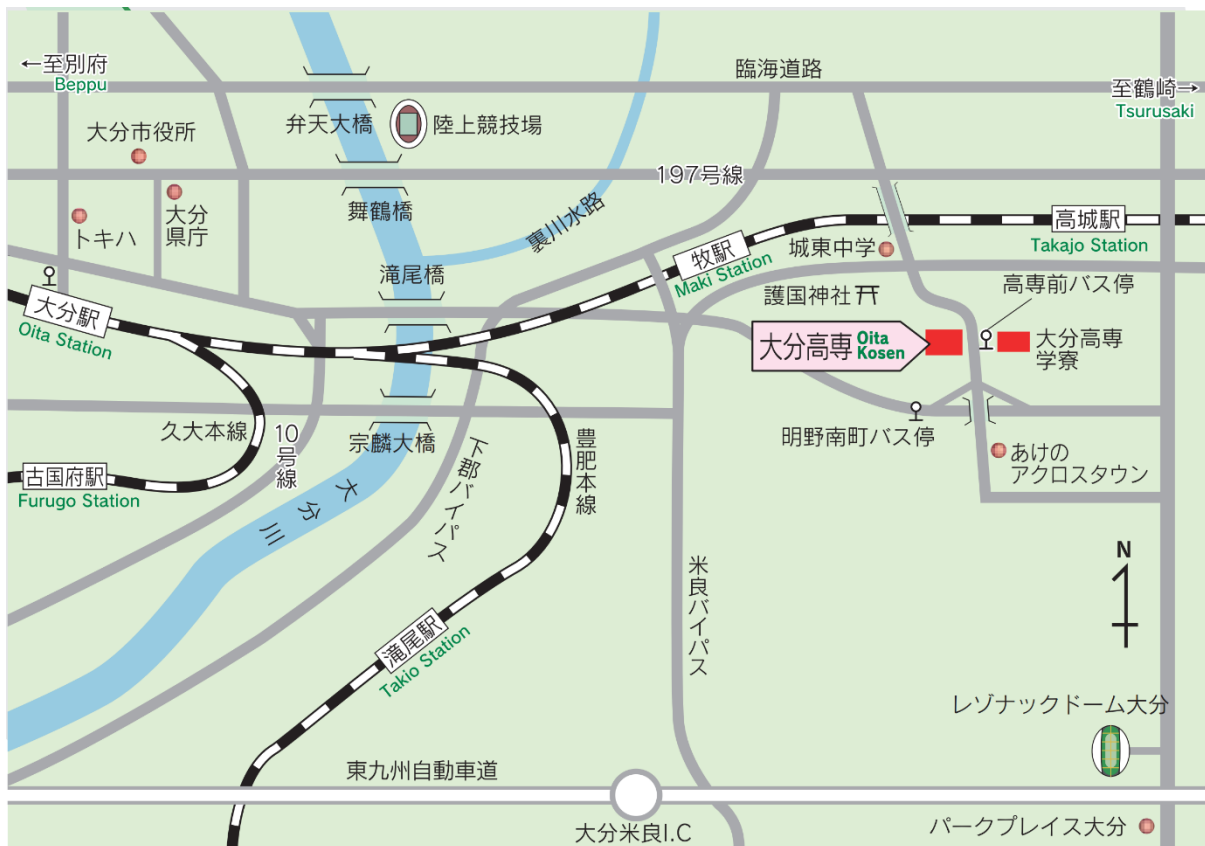 ←至別府
Beppu
臨海道路
至鶴崎→
Tsurusaki
大分市役所
弁天大橋
陸上競技場
197号線
大分
県庁
トキハ
舞鶴橋
裏川水路
高城駅
Takajo Station
城東中学
牧駅
Maki Station
滝尾橋
護国神社
高専前バス停
大分駅
Oita Station
大分高専
Oita
Kosen
大分高専
学寮
久大本線
10号線
宗麟大橋
下郡バイパス
豊肥本線
明野南町バス停
あけの
アクロスタウン
古国府駅
Furugo Station
大分川
N
米良バイパス
滝尾駅
Takio Station
レゾナックドーム大分
東九州自動車道
大分米良I.C
パークプレイス大分